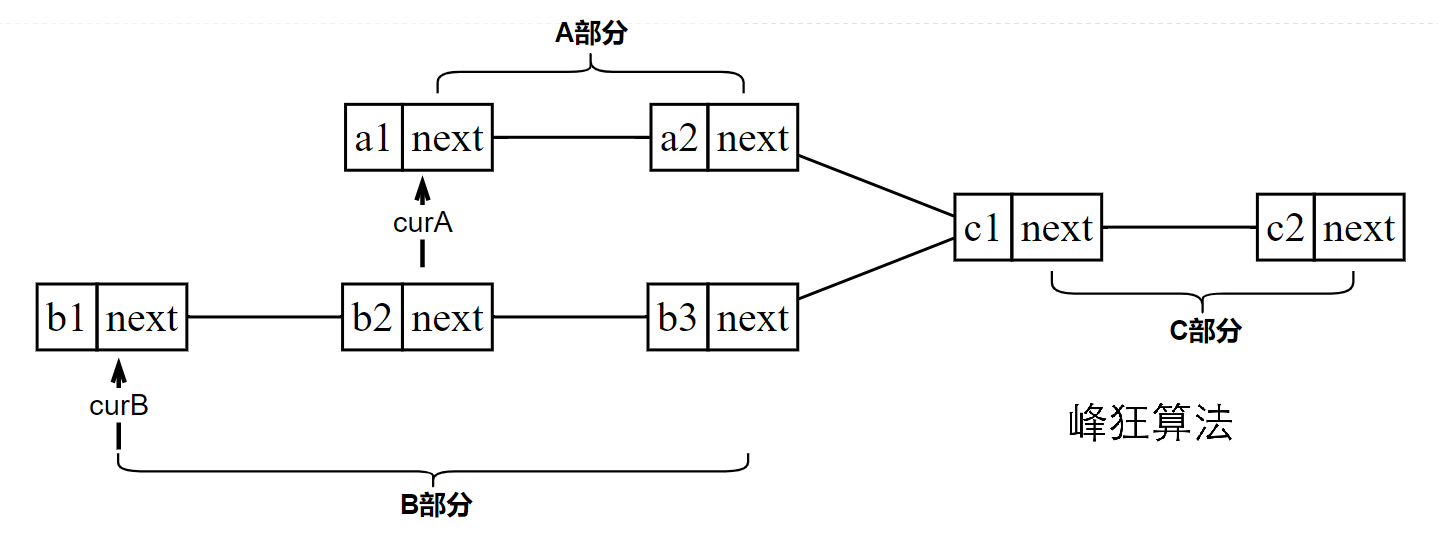 A部分
a1 next a2 next
curA
c1 next c2 next
b1 next b2 next b3 next
C部分
curB
峰狂算法
B部分